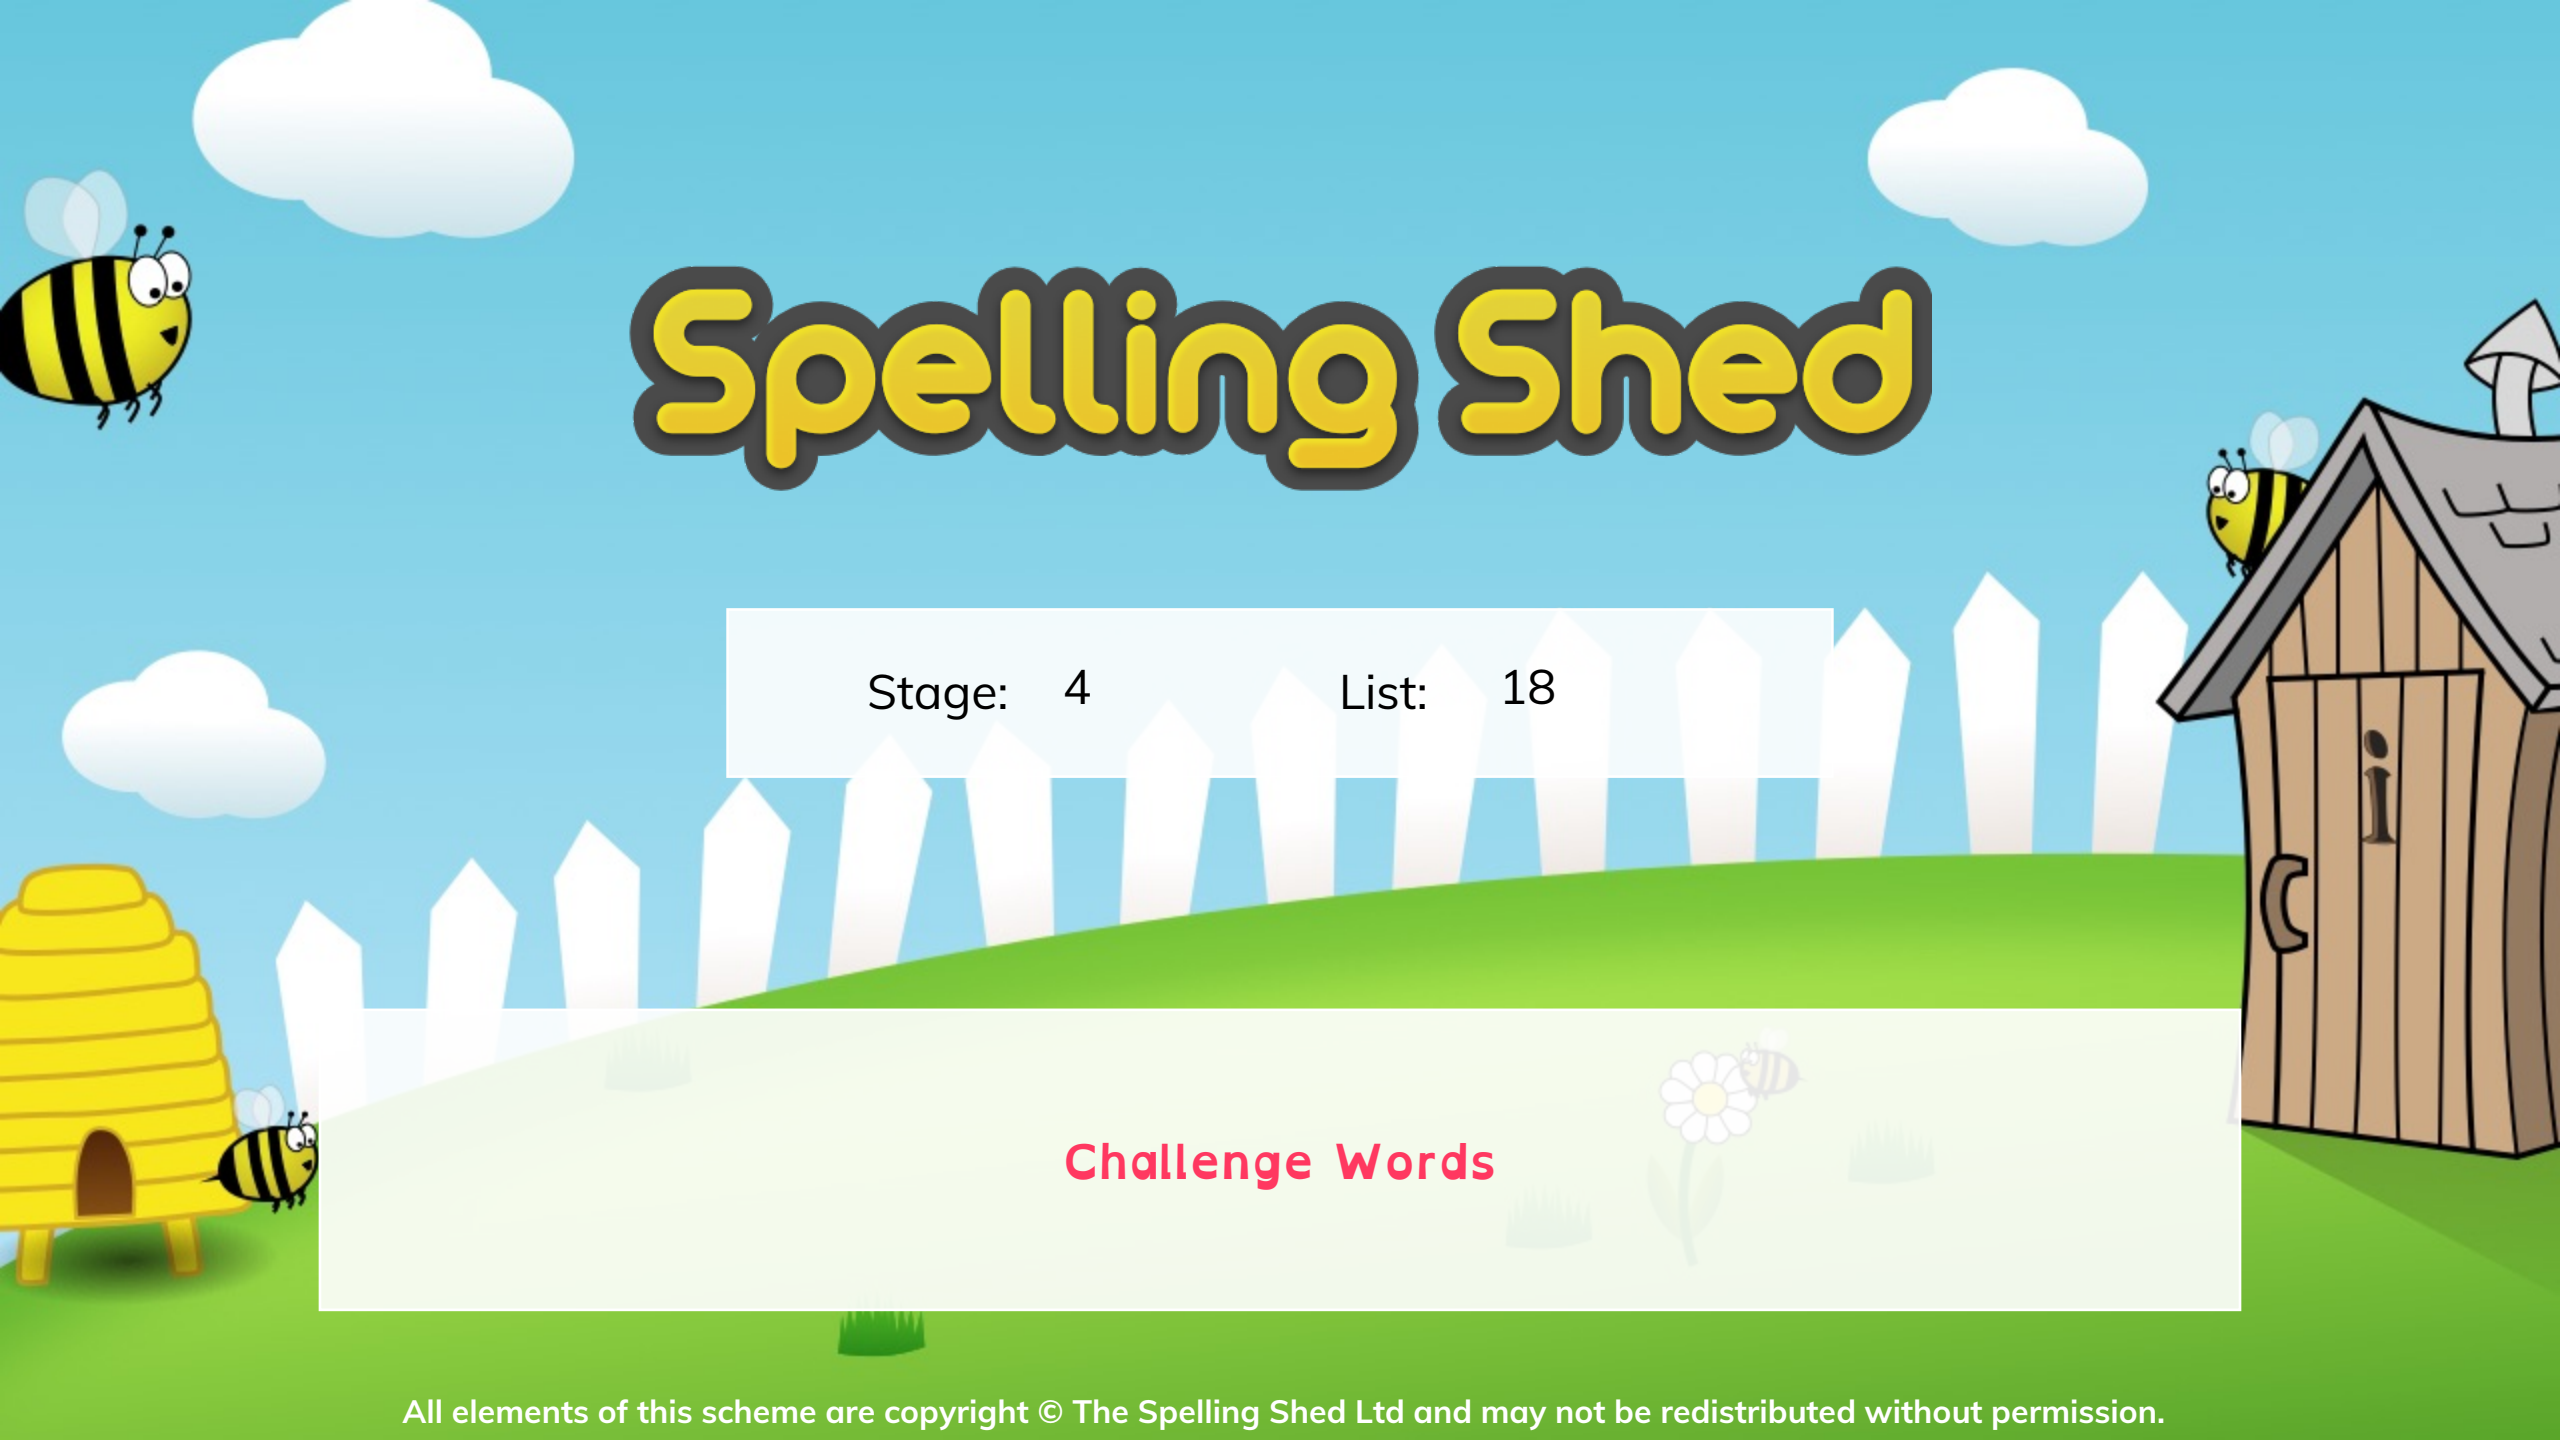 Spelling Shed
Stage: 4 List: 18
i
Challenge Words
All elements of this scheme are copyright © The Spelling Shed Ltd and may not be redistributed without permission.